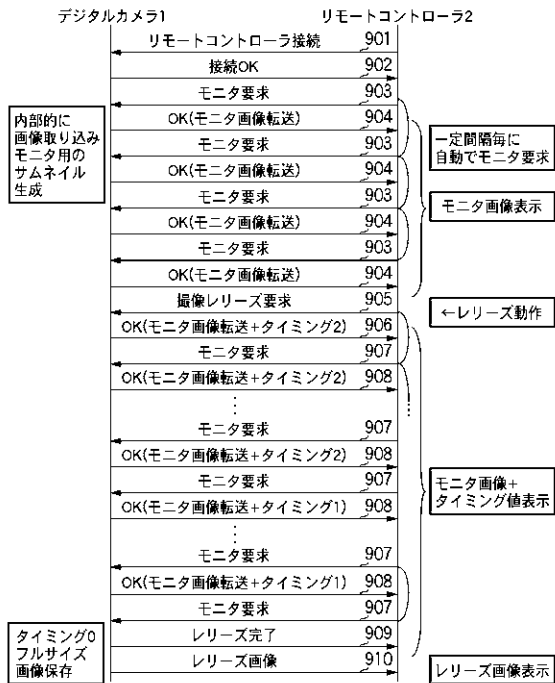 デジタルカメラ1 リモートコントローラ2
リモートコントローラ接続 901
接続OK 902
モニタ要求 903
OK(モニタ画像転送) 904
モニタ要求 903
OK(モニタ画像転送) 904
モニタ要求 903
OK(モニタ画像転送) 904
モニタ要求 903
OK(モニタ画像転送) 904
撮像レリーズ要求 905
OK(モニタ画像転送+タイミング2) 906
モニタ要求 907
OK(モニタ画像転送+タイミング2) 908
モニタ要求 907
OK(モニタ画像転送+タイミング2) 908
モニタ要求 907
OK(モニタ画像転送+タイミング1) 908
モニタ要求 907
OK(モニタ画像転送+タイミング1) 908
モニタ要求 907
レリーズ完了 909
レリーズ画像 910
内部的に
画像取り込み
モニタ用の
サムネイル
生成
タイミング0
フルサイズ
画像保存
一定間隔毎に
自動でモニタ要求
モニタ画像表示
←レリーズ動作
モニタ画像+
タイミング値表示
レリーズ画像表示